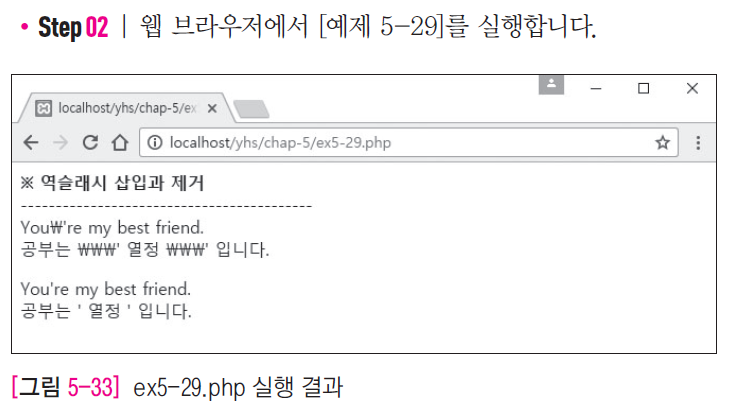 • Step 02 | 웹 브라우저에서 [예제 5-29]를 실행합니다.
localhost/yhs/chap-5/ex
localhost/yhs/chap-5/ex5-29.php
※ 역슬래시 삽입과 제거
-----------------------------------------
You₩'re my best friend.
공부는 ₩₩₩' 열정 ₩₩₩' 입니다.
You're my best friend.
공부는 ' 열정 ' 입니다.
[그림 5-33] ex5-29.php 실행 결과